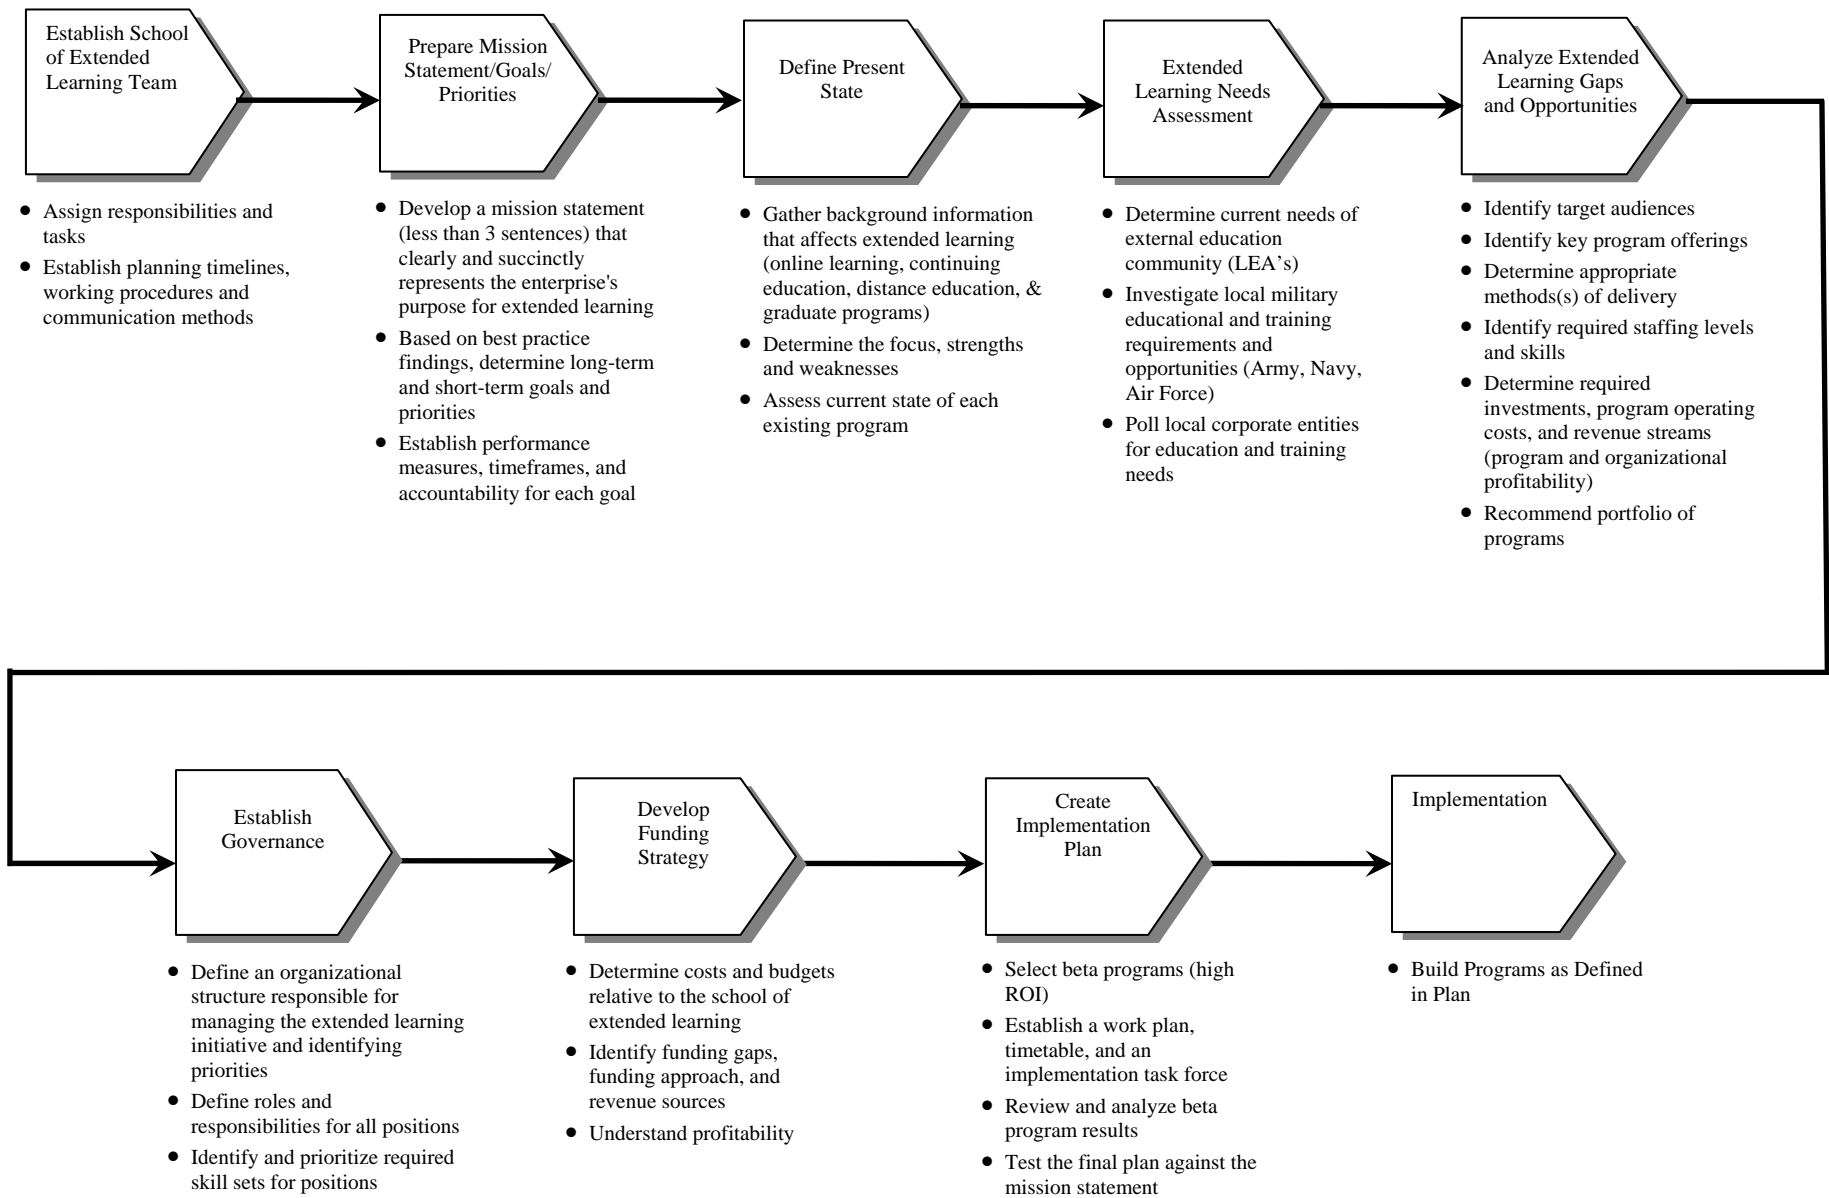 Establish School
of Extended
Learning Team
Prepare Mission
Statement/Goals/
Priorities
Define Present
State
Extended
Learning Needs
Assessment
Analyze Extended
Learning Gaps
and Opportunities
• Assign responsibilities and
tasks
• Establish planning timelines,
working procedures and
communication methods
• Develop a mission statement
(less than 3 sentences) that
clearly and succinctly
represents the enterprise's
purpose for extended learning
• Based on best practice
findings, determine long-term
and short-term goals and
priorities
• Establish performance
measures, timeframes, and
accountability for each goal
• Gather background information
that affects extended learning
(online learning, continuing
education, distance education, &
graduate programs)
• Determine the focus, strengths
and weaknesses
• Assess current state of each
existing program
• Determine current needs of
external education
community (LEA’s)
• Investigate local military
educational and training
requirements and
opportunities (Army, Navy,
Air Force)
• Poll local corporate entities
for education and training
needs
• Identify target audiences
• Identify key program offerings
• Determine appropriate
methods(s) of delivery
• Identify required staffing levels
and skills
• Determine required
investments, program operating
costs, and revenue streams
(program and organizational
profitability)
• Recommend portfolio of
programs
Establish
Governance
Develop
Funding
Strategy
Create
Implementation
Plan
Implementation
• Define an organizational
structure responsible for
managing the extended learning
initiative and identifying
priorities
• Define roles and
responsibilities for all positions
• Identify and prioritize required
skill sets for positions
• Determine costs and budgets
relative to the school of
extended learning
• Identify funding gaps,
funding approach, and
revenue sources
• Understand profitability
• Select beta programs (high
ROI)
• Establish a work plan,
timetable, and an
implementation task force
• Review and analyze beta
program results
• Test the final plan against the
mission statement
• Build Programs as Defined
in Plan